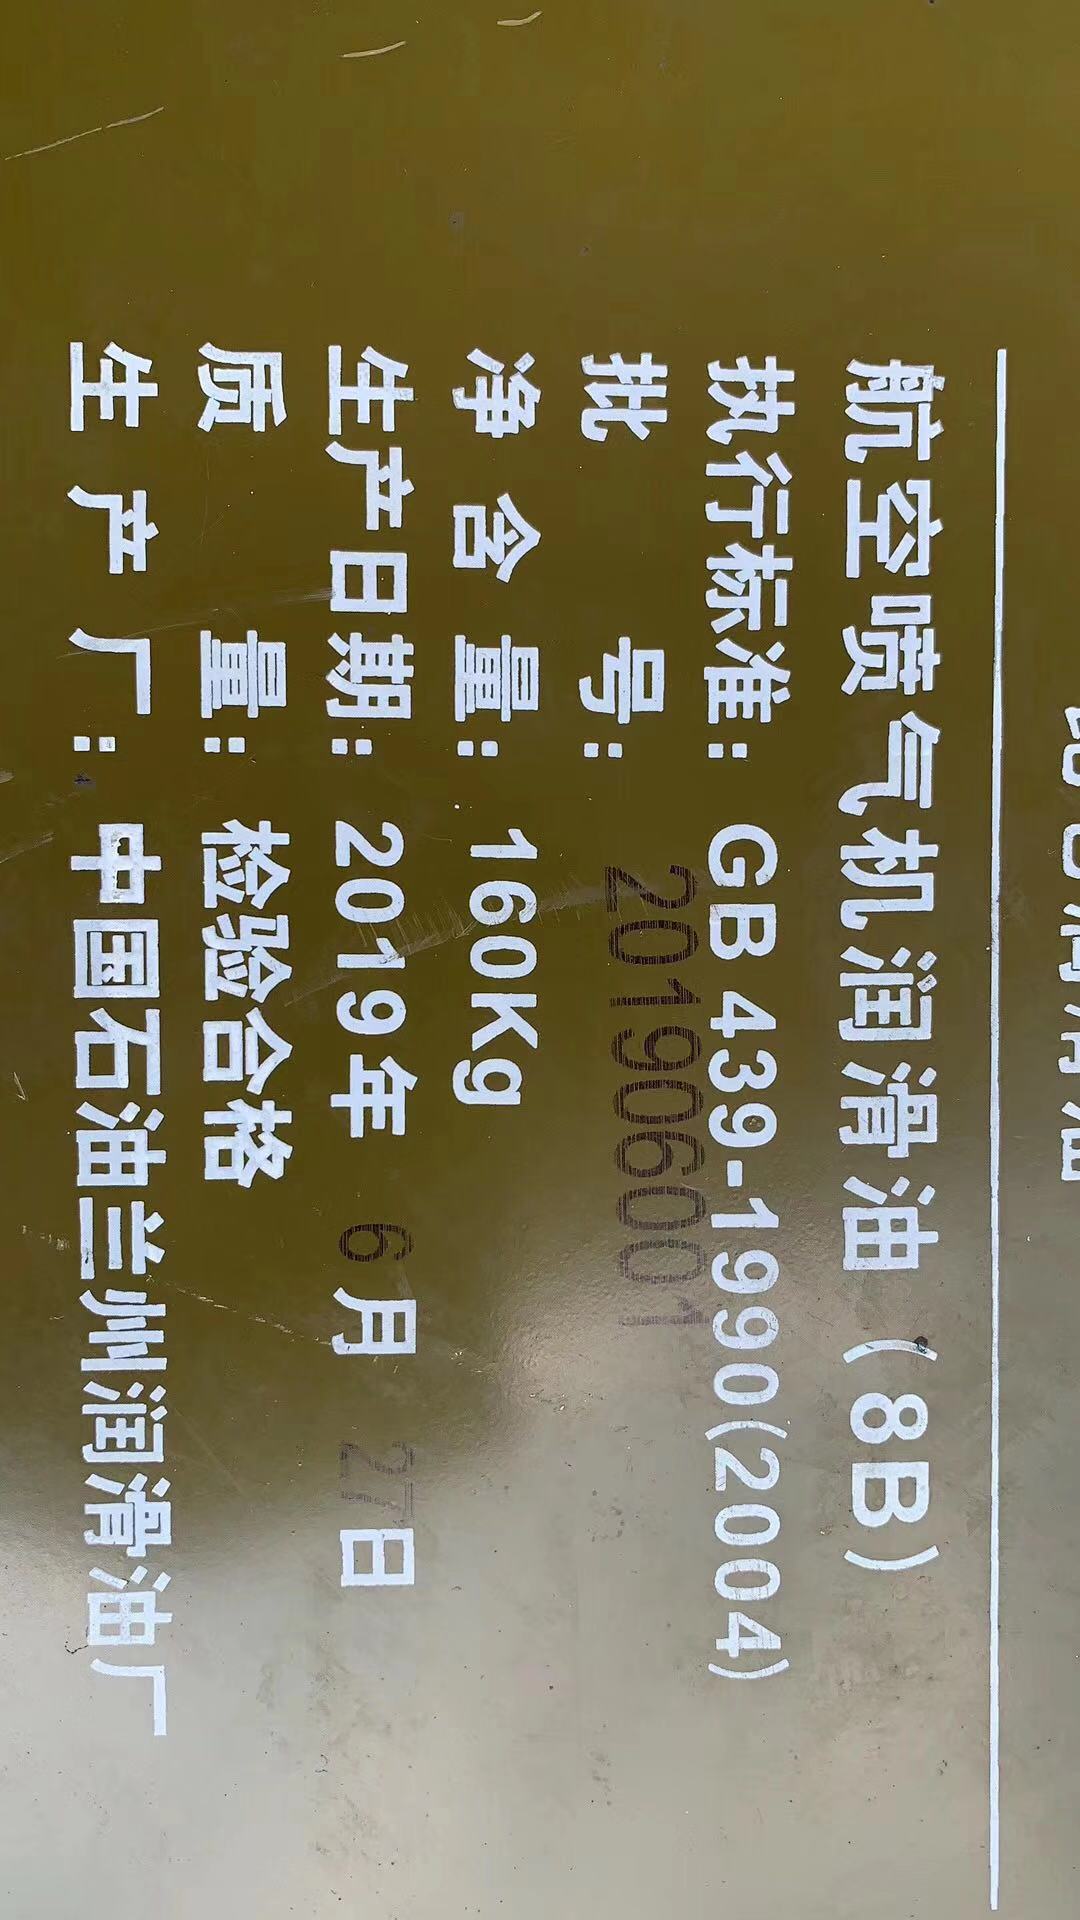 航空喷气机润滑油（8B）
执行标准：GB 439-1990(2004)
批号：201906001
净含量：160Kg
生产日期：2019年6月27日
质量：检验合格
生产厂：中国石油兰州润滑油厂